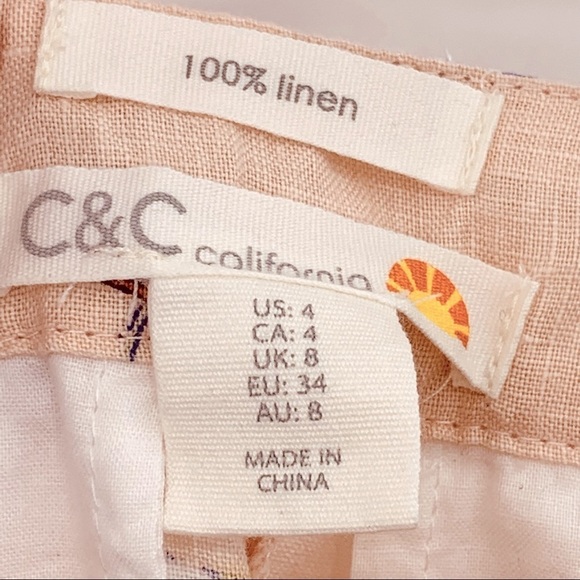 100% linen
C&C california
US: 4
CA: 4
UK: 8
EU: 34
AU: 8
MADE IN
CHINA